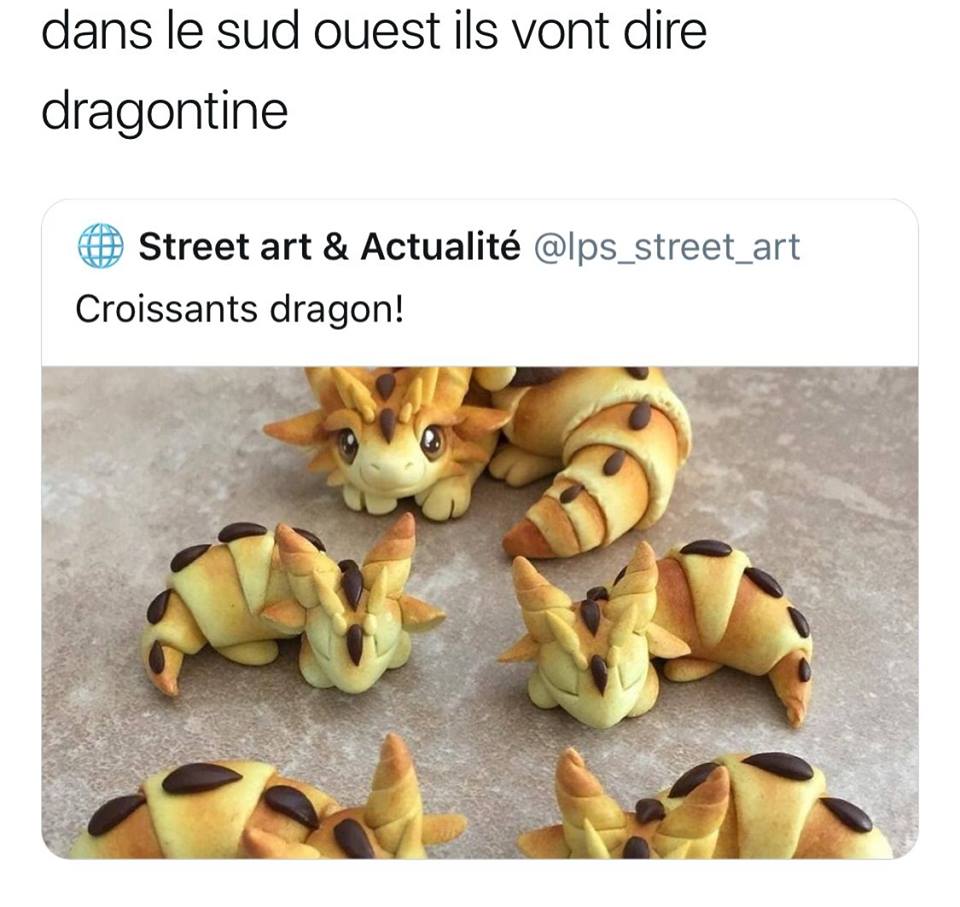 dans le sud ouest ils vont dire
dragontine
Street art & Actualité @lps_street_art
Croissants dragon!